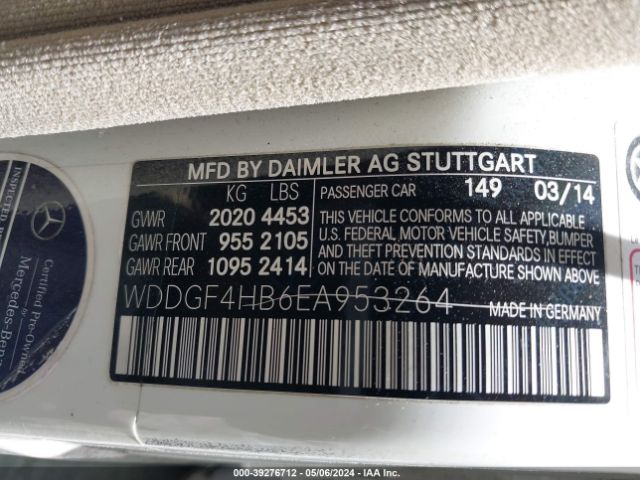 MFD BY DAIMLER AG STUTTGART
KG LBS
GVWR 2020 4453
GAWR FRONT 955 2105
GAWR REAR 1095 2414
PASSENGER CAR 149 03/14
THIS VEHICLE CONFORMS TO ALL APPLICABLE
U.S. FEDERAL, MOTOR VEHICLE SAFETY, BUMPER
AND THEFT PREVENTION STANDARDS IN EFFECT
ON THE DATE OF MANUFACTURE SHOWN ABOVE.
WDDGF4HB6EA953264 MADE IN GERMANY
INSPECTED B
Certified Pre-Owned
by
Mercedes-Benz
000-39276712 - 05/06/2024 - IAA Inc.